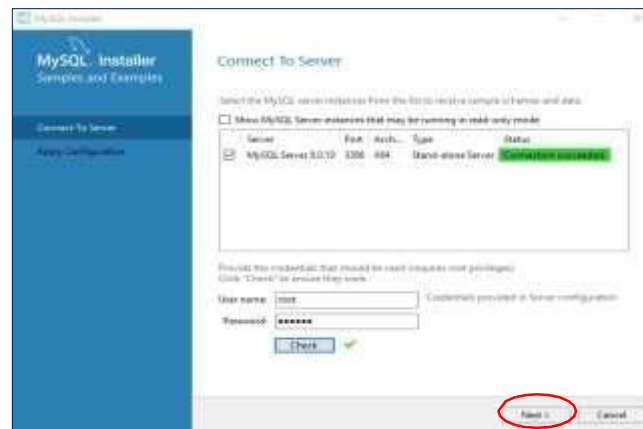 MySQL Installer
MySQL Installer
Samples and Examples
Connect To Server
Apply Configuration
Connect To Server
Select the MySQL server instances from the list to receive sample schemas and data.
Show MySQL Server instances that may be running in read-only mode
Server Port Arch... Type Status
MySQL Server 8.0.19 3306 X64 Stand-alone Server Connection succeeded.
Provide the credentials that should be used (requires root privileges).
Click "Check" to ensure they work.
User name: root Credentials provided in Server configuration
Password: ●●●●●●
Check
Next > Cancel